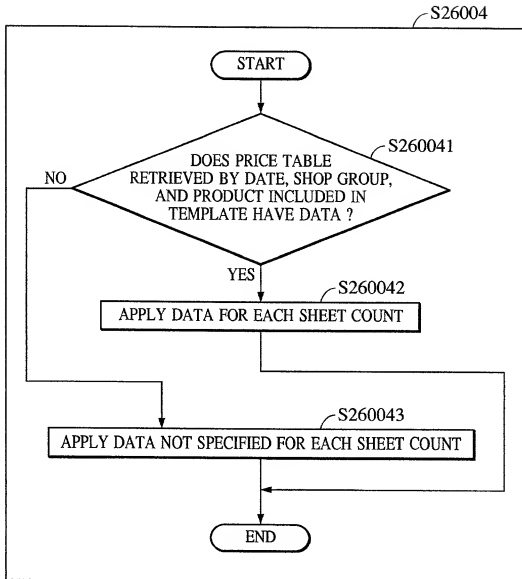 S26004
START
S260041
DOES PRICE TABLE
RETRIEVED BY DATE, SHOP GROUP,
AND PRODUCT INCLUDED IN
TEMPLATE HAVE DATA ?
NO
YES
S260042
APPLY DATA FOR EACH SHEET COUNT
S260043
APPLY DATA NOT SPECIFIED FOR EACH SHEET COUNT
END